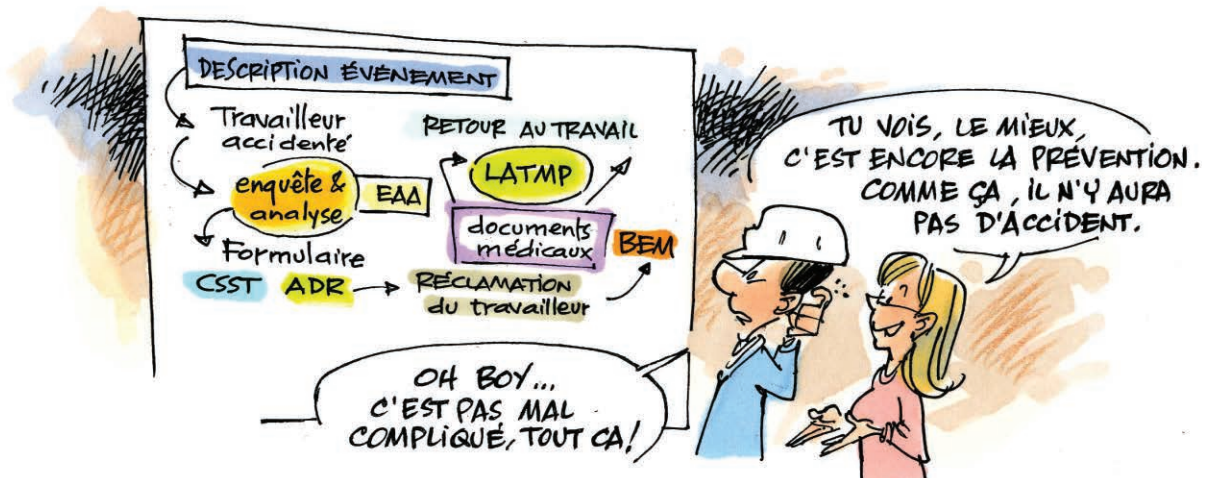 DESCRIPTION ÉVÉNEMENT
Travailleur
accidenté
enquête &
analyse
EAA
Formulaire
CSST ADR
RÉCLAMATION
du travailleur
RETOUR AU TRAVAIL
LATMP
documents
médicaux
BEM
OH BOY...
C'EST PAS MAL
COMPLIQUÉ, TOUT ÇA!
TU VOIS, LE MIEUX,
C'EST ENCORE LA PRÉVENTION.
COMME ÇA, IL N'Y AURA
PAS D'ACCIDENT.